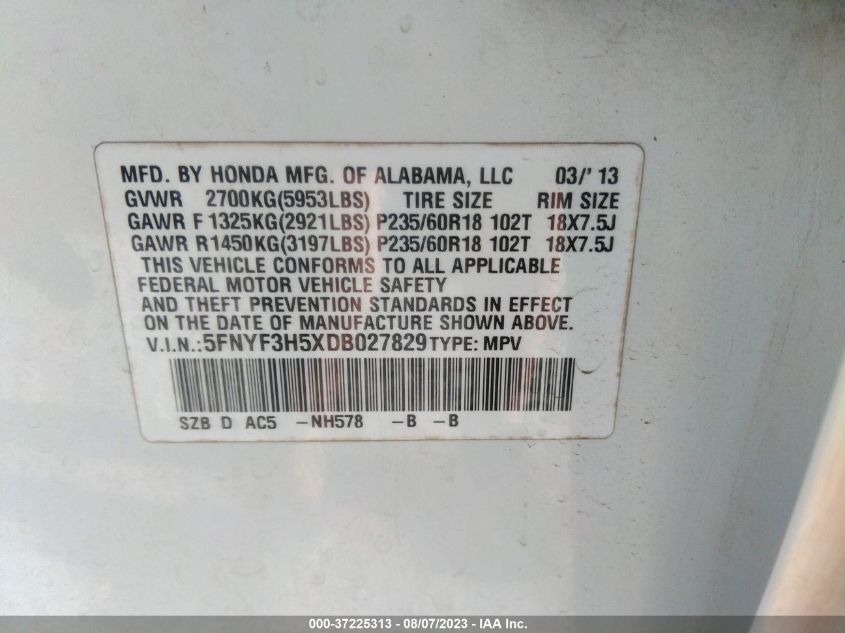 MFD. BY HONDA MFG. OF ALABAMA, LLC 03/' 13
GVWR 2700KG(5953LBS) TIRE SIZE RIM SIZE
GAWR F 1325KG(2921LBS) P235/60R18 102T 18X7.5J
GAWR R1450KG(3197LBS) P235/60R18 102T 18X7.5J
THIS VEHICLE CONFORMS TO ALL APPLICABLE
FEDERAL MOTOR VEHICLE SAFETY
AND THEFT PREVENTION STANDARDS IN EFFECT
ON THE DATE OF MANUFACTURE SHOWN ABOVE.
V.I.N.:5FNYF3H5XDB027829 TYPE: MPV
SZB D AC5 -NH578 -B -B
000-37225313 - 08/07/2023 - IAA Inc.